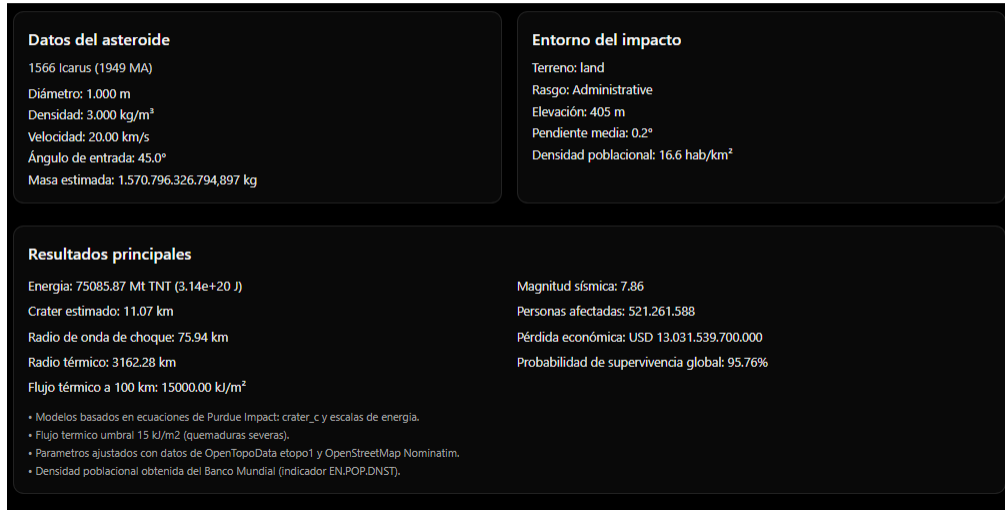 Datos del asteroide
1566 Icarus (1949 MA)
Diámetro: 1.000 m
Densidad: 3.000 kg/m³
Velocidad: 20.00 km/s
Ángulo de entrada: 45.0°
Masa estimada: 1.570.796.326.794,897 kg
Entorno del impacto
Terreno: land
Rasgo: Administrative
Elevación: 405 m
Pendiente media: 0.2°
Densidad poblacional: 16.6 hab/km²
Resultados principales
Energia: 75085.87 Mt TNT (3.14e+20 J)
Crater estimado: 11.07 km
Radio de onda de choque: 75.94 km
Radio térmico: 3162.28 km
Flujo térmico a 100 km: 15000.00 kJ/m²
Magnitud sísmica: 7.86
Personas afectadas: 521.261.588
Pérdida económica: USD 13.031.539.700.000
Probabilidad de supervivencia global: 95.76%
• Modelos basados en ecuaciones de Purdue Impact: crater_c y escalas de energia.
• Flujo termico umbral 15 kJ/m2 (quemaduras severas).
• Parametros ajustados con datos de OpenTopoData etopo1 y OpenStreetMap Nominatim.
• Densidad poblacional obtenida del Banco Mundial (indicador EN.POP.DNST).